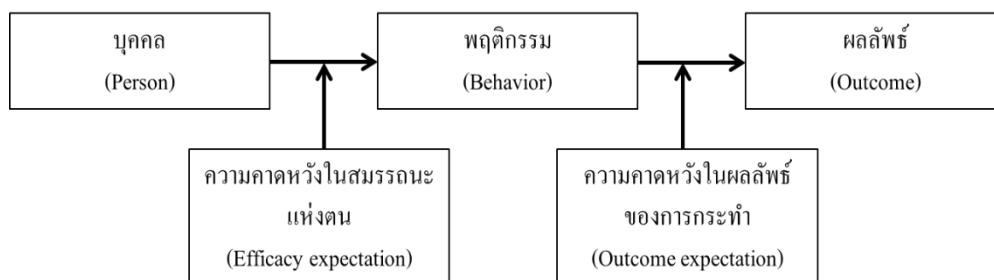 บุคคล
(Person)
พฤติกรรม
(Behavior)
ผลลัพธ์
(Outcome)
ความคาดหวังในสมรรถนะ
แห่งตน
(Efficacy expectation)
ความคาดหวังในผลลัพธ์
ของการกระทำ
(Outcome expectation)